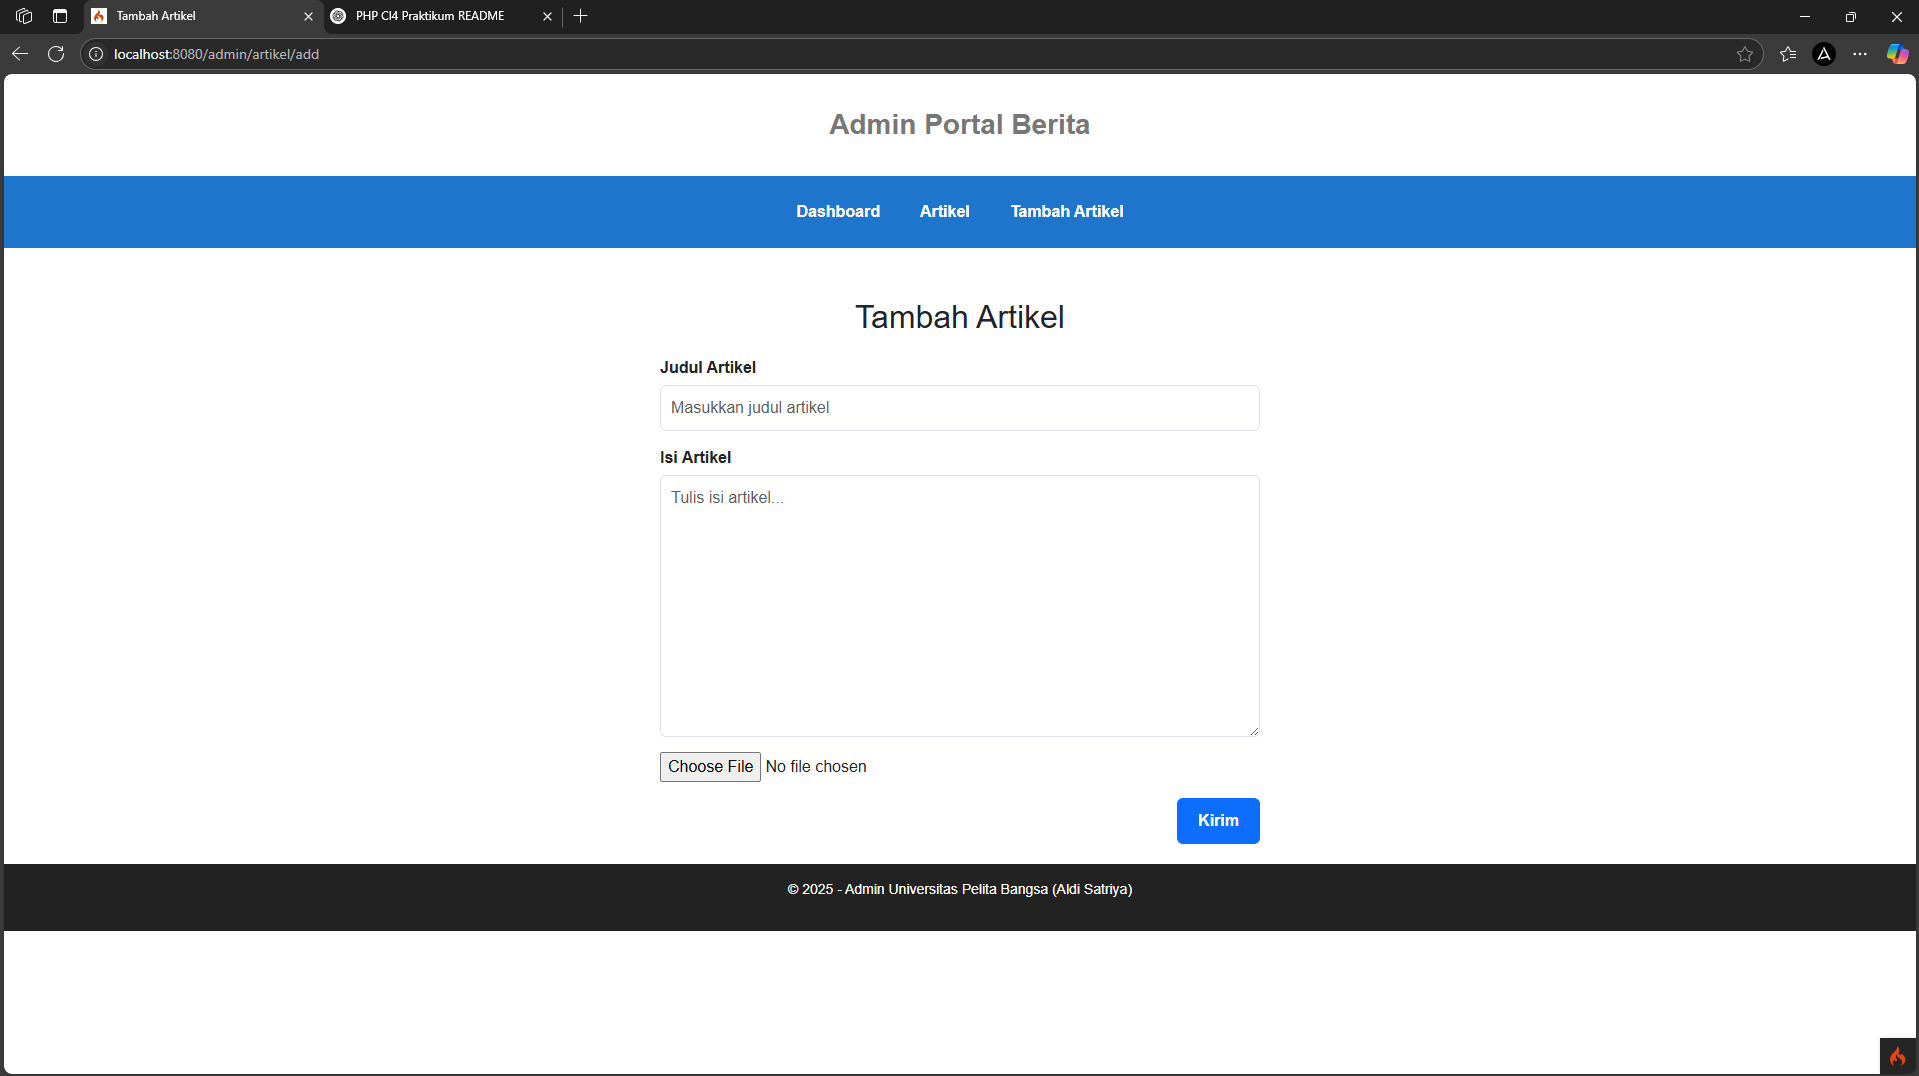 Tambah Artikel
PHP CI4 Praktikum README
localhost:8080/admin/artikel/add
Admin Portal Berita
Dashboard Artikel Tambah Artikel
Tambah Artikel
Judul Artikel
Masukkan judul artikel
Isi Artikel
Tulis isi artikel...
Choose File No file chosen
Kirim
© 2025 - Admin Universitas Pelita Bangsa (Aldi Satriya)